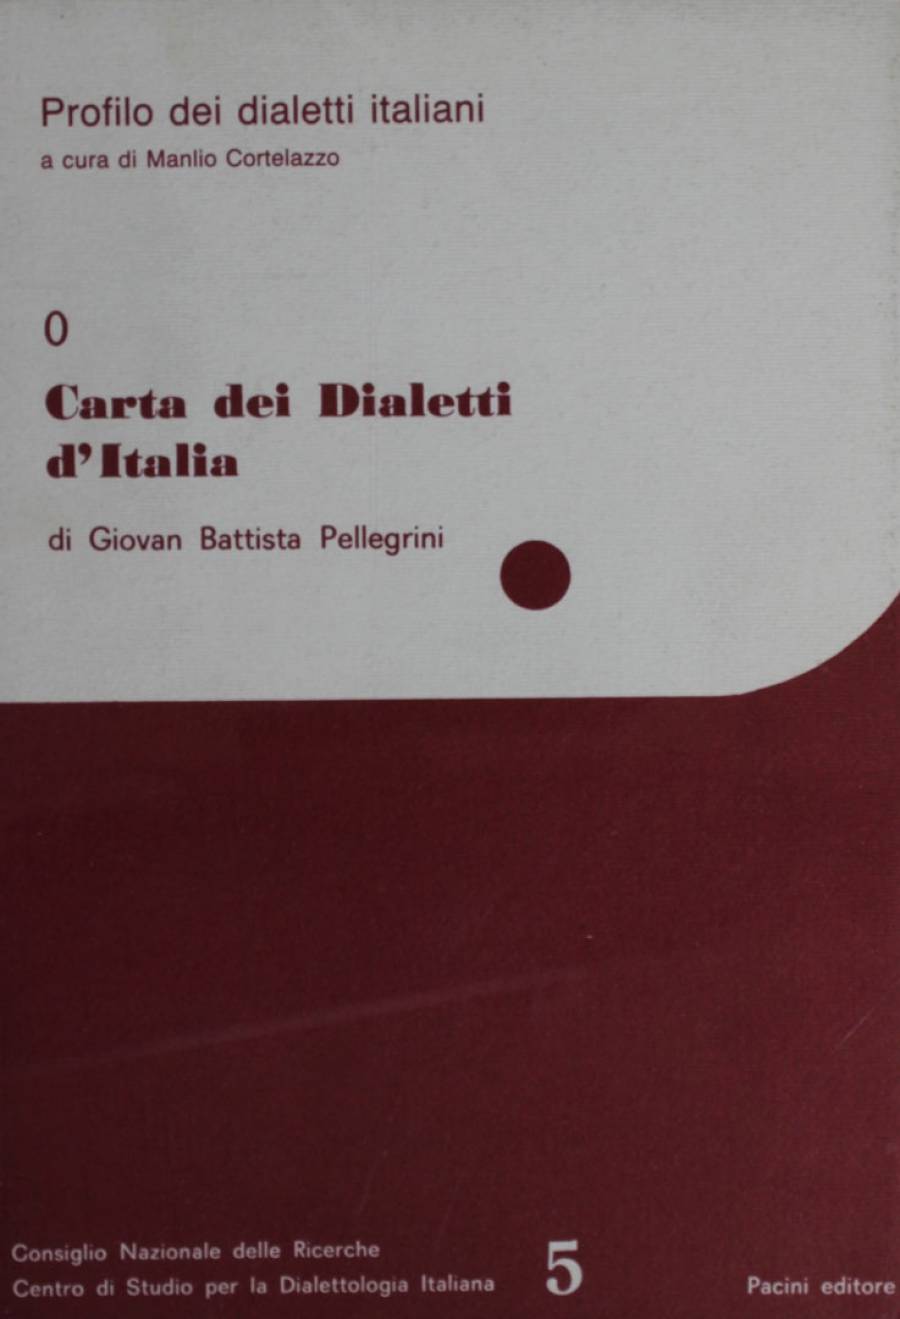 Profilo dei dialetti italiani
a cura di Manlio Cortelazzo
0
Carta dei Dialetti
d'Italia
di Giovan Battista Pellegrini
Consiglio Nazionale delle Ricerche
Centro di Studio per la Dialettologia Italiana
5
Pacini editore